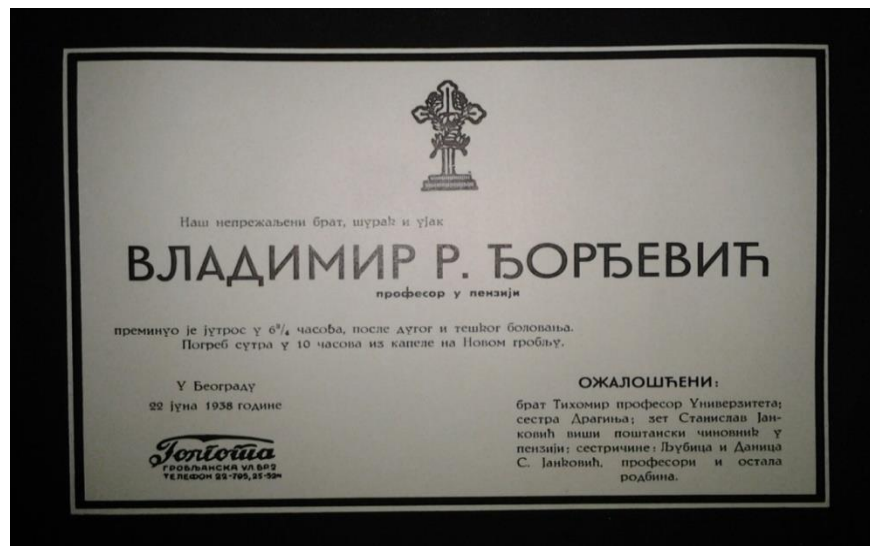 Наш непрежаљени брат, шурак и ујак
ВЛАДИМИР Р. ЂОРЂЕВИЋ
професор у пензији
преминуо је јутрос у 6³/₄ часова, после дугог и тешког боловања.
Погреб сутра у 10 часова из капеле на Новом гробљу.
У Београду
22 јуна 1938 године
Голгота
ГРОБЉАНСКА УЛ. БР 2
ТЕЛЕФОН 22-795, 25-52
ОЖАЛОШЋЕНИ:
брат Тихомир професор Универзитета;
сестра Драгиња; зет Станислав Јан-
ковић виши поштански чиновник у
пензији; сестричине: Љубица и Даница
С. Јанковић, професори и остала
родбина.